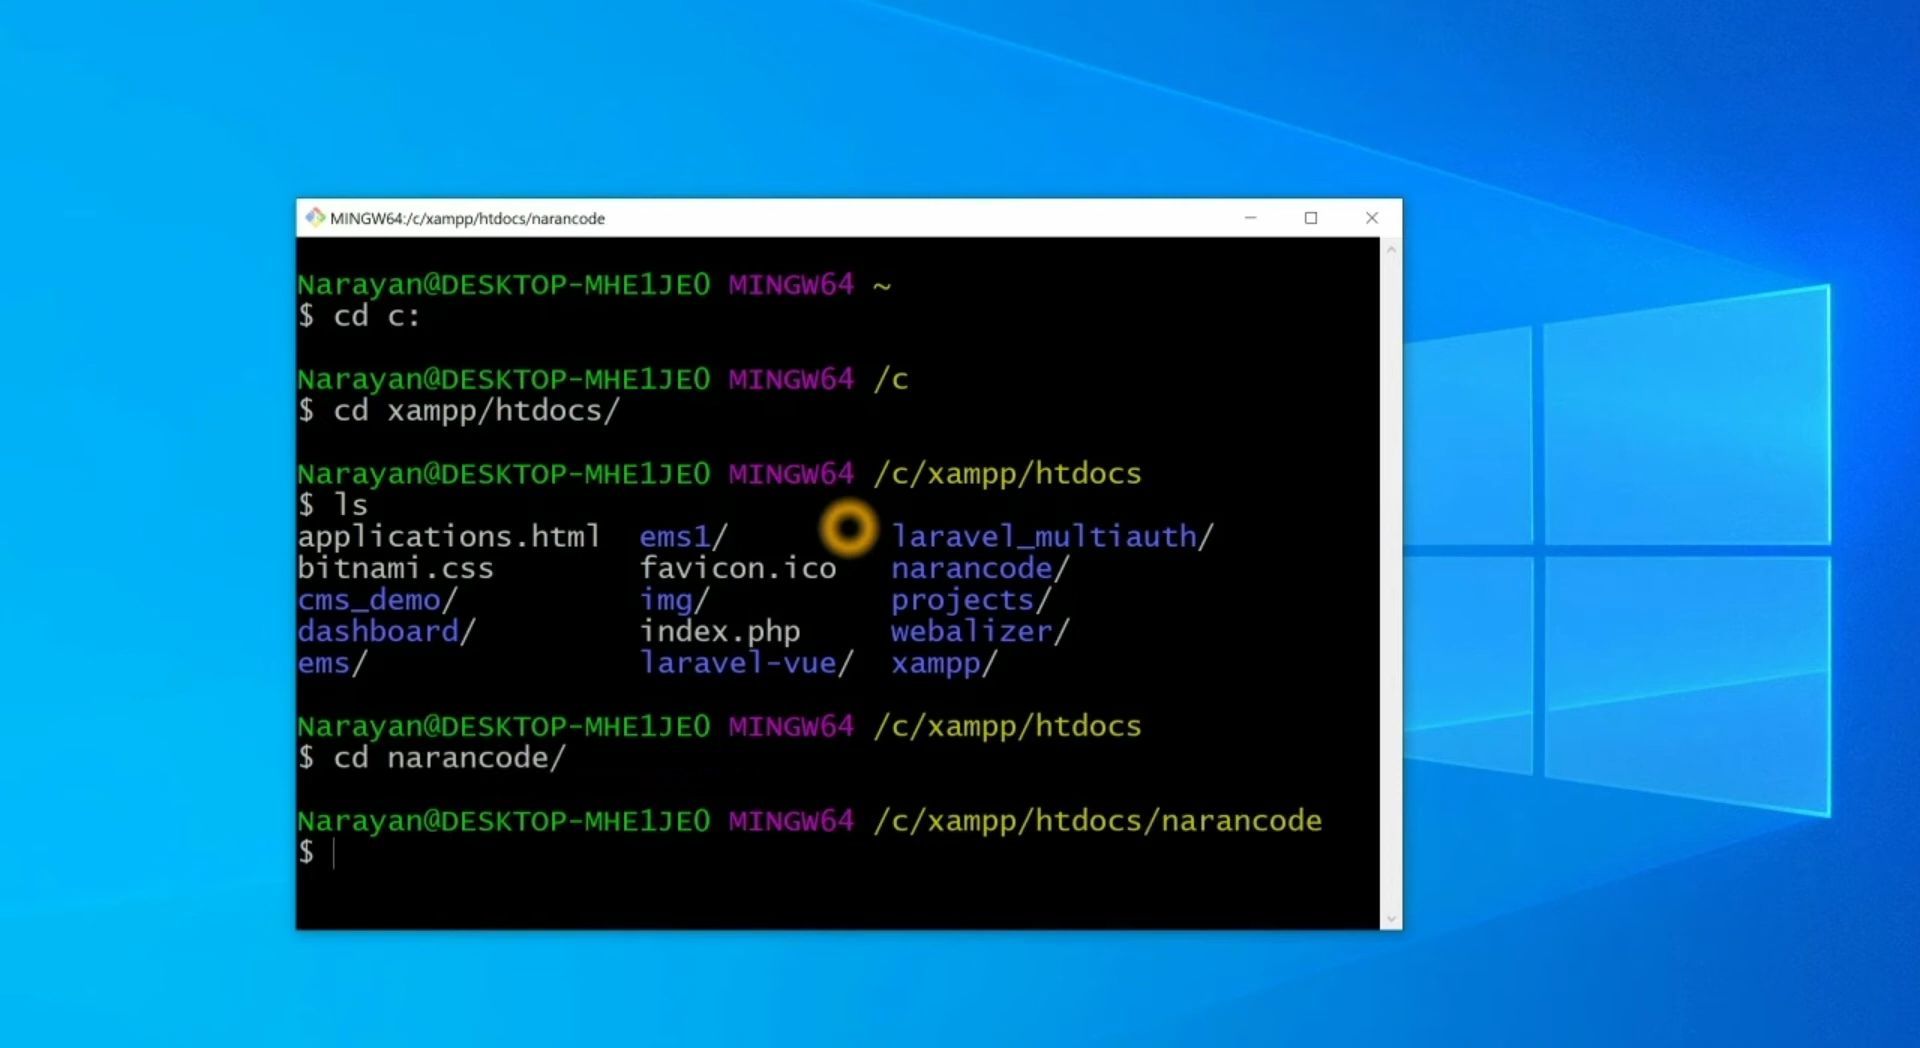 MINGW64:/c/xampp/htdocs/narancode
Narayan@DESKTOP-MHE1JE0 MINGW64 ~
$ cd c:
Narayan@DESKTOP-MHE1JE0 MINGW64 /c
$ cd xampp/htdocs/
Narayan@DESKTOP-MHE1JE0 MINGW64 /c/xampp/htdocs
$ ls
applications.html ems1/ laravel_multiauth/
bitnami.css favicon.ico narancode/
cms_demo/ img/ projects/
dashboard/ index.php webalizer/
ems/ laravel-vue/ xampp/
Narayan@DESKTOP-MHE1JE0 MINGW64 /c/xampp/htdocs
$ cd narancode/
Narayan@DESKTOP-MHE1JE0 MINGW64 /c/xampp/htdocs/narancode
$